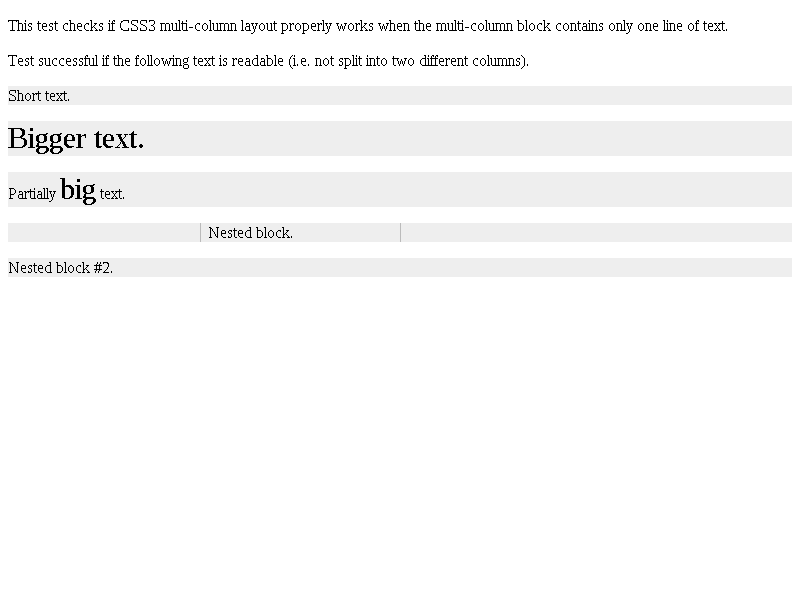 This test checks if CSS3 multi-column layout properly works when the multi-column block contains only one line of text.
Test successful if the following text is readable (i.e. not split into two different columns).
Short text.
Bigger text.
Partially big text.
Nested block.
Nested block #2.